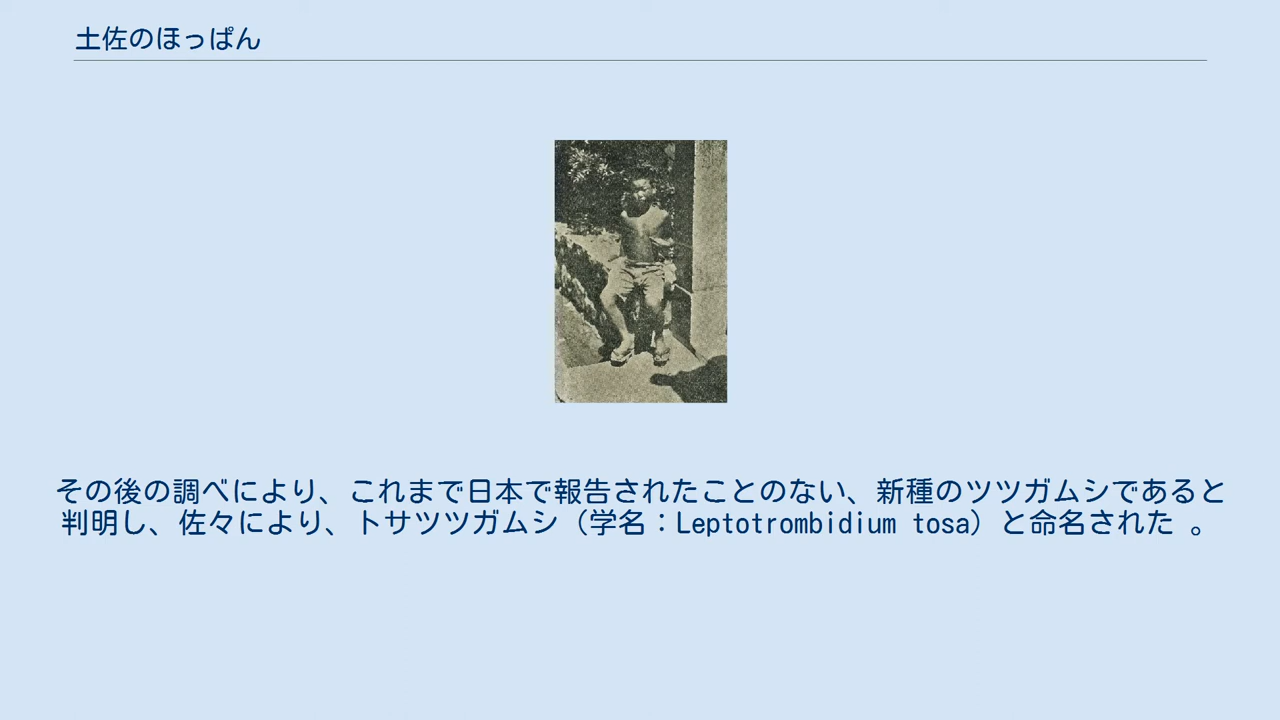 土佐のほっぱん
その後の調べにより、これまで日本で報告されたことのない、新種のツツガムシであると
判明し、佐々により、トサツツガムシ（学名：Leptotrombidium tosa）と命名された 。